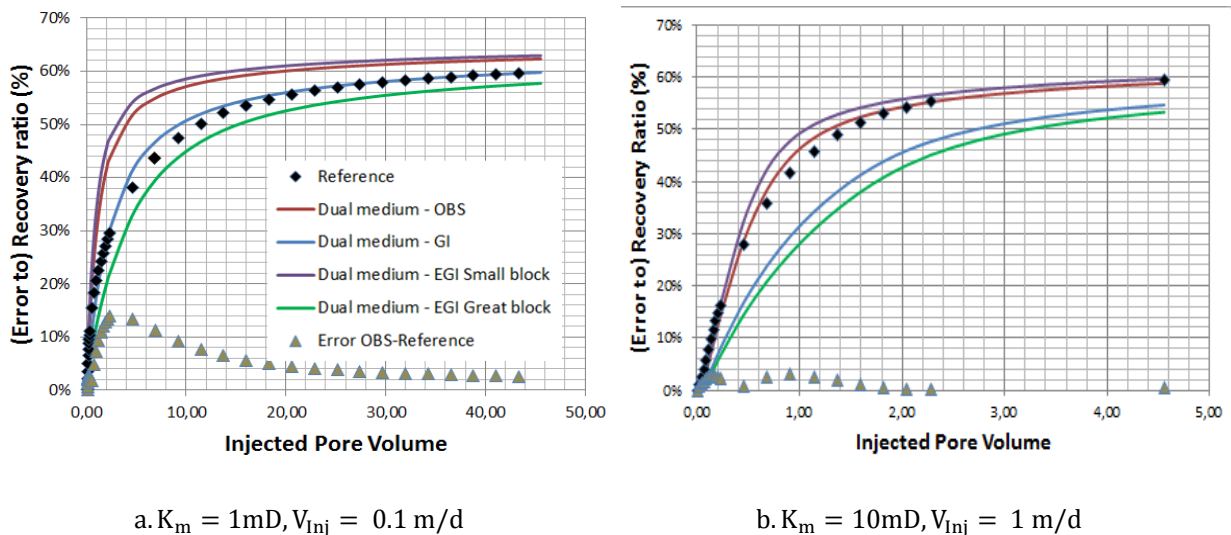 70%
60%
50%
40%
30%
20%
10%
0%
(Error to) Recovery ratio (%)
Reference
Dual medium - OBS
Dual medium - GI
Dual medium - EGI Small block
Dual medium - EGI Great block
Error OBS-Reference
0,00 10,00 20,00 30,00 40,00 50,00
Injected Pore Volume
a. K_m = 1mD, V_Inj = 0.1 m/d
70%
60%
50%
40%
30%
20%
10%
0%
(Error to) Recovery Ratio (%)
0,00 1,00 2,00 3,00 4,00 5,00
Injected Pore Volume
b. K_m = 10mD, V_Inj = 1 m/d